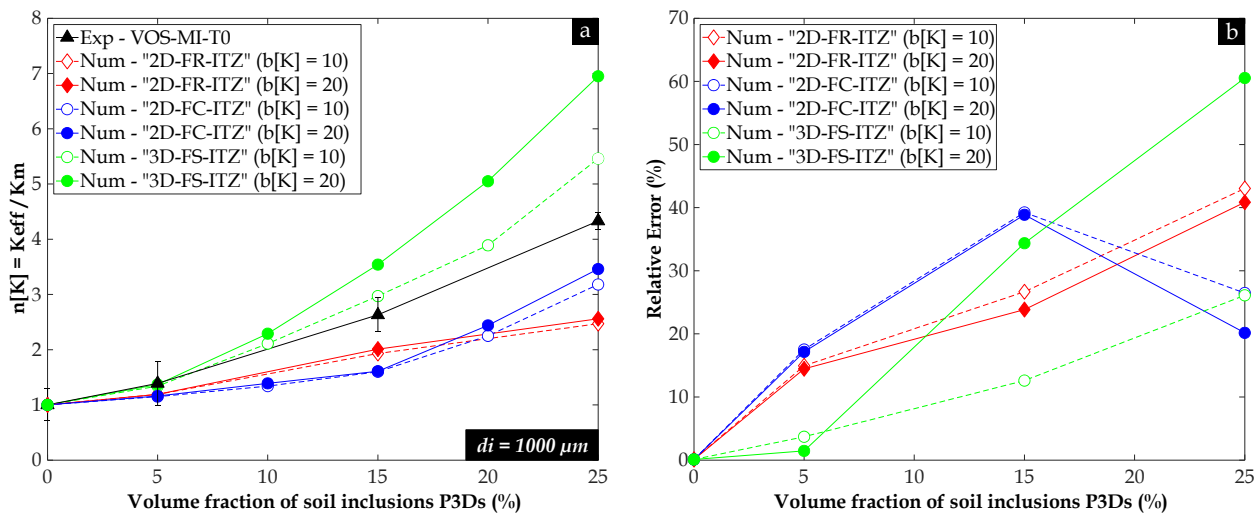 a
Exp - VOS-MI-T0
Num - "2D-FR-ITZ" (b[K] = 10)
Num - "2D-FR-ITZ" (b[K] = 20)
Num - "2D-FC-ITZ" (b[K] = 10)
Num - "2D-FC-ITZ" (b[K] = 20)
Num - "3D-FS-ITZ" (b[K] = 10)
Num - "3D-FS-ITZ" (b[K] = 20)
n[K] = Keff / Km
8
7
6
5
4
3
2
1
0
di = 1000 μm
0 5 10 15 20 25
Volume fraction of soil inclusions P3Ds (%)
b
Num - "2D-FR-ITZ" (b[K] = 10)
Num - "2D-FR-ITZ" (b[K] = 20)
Num - "2D-FC-ITZ" (b[K] = 10)
Num - "2D-FC-ITZ" (b[K] = 20)
Num - "3D-FS-ITZ" (b[K] = 10)
Num - "3D-FS-ITZ" (b[K] = 20)
Relative Error (%)
70
60
50
40
30
20
10
0
0 5 10 15 20 25
Volume fraction of soil inclusions P3Ds (%)